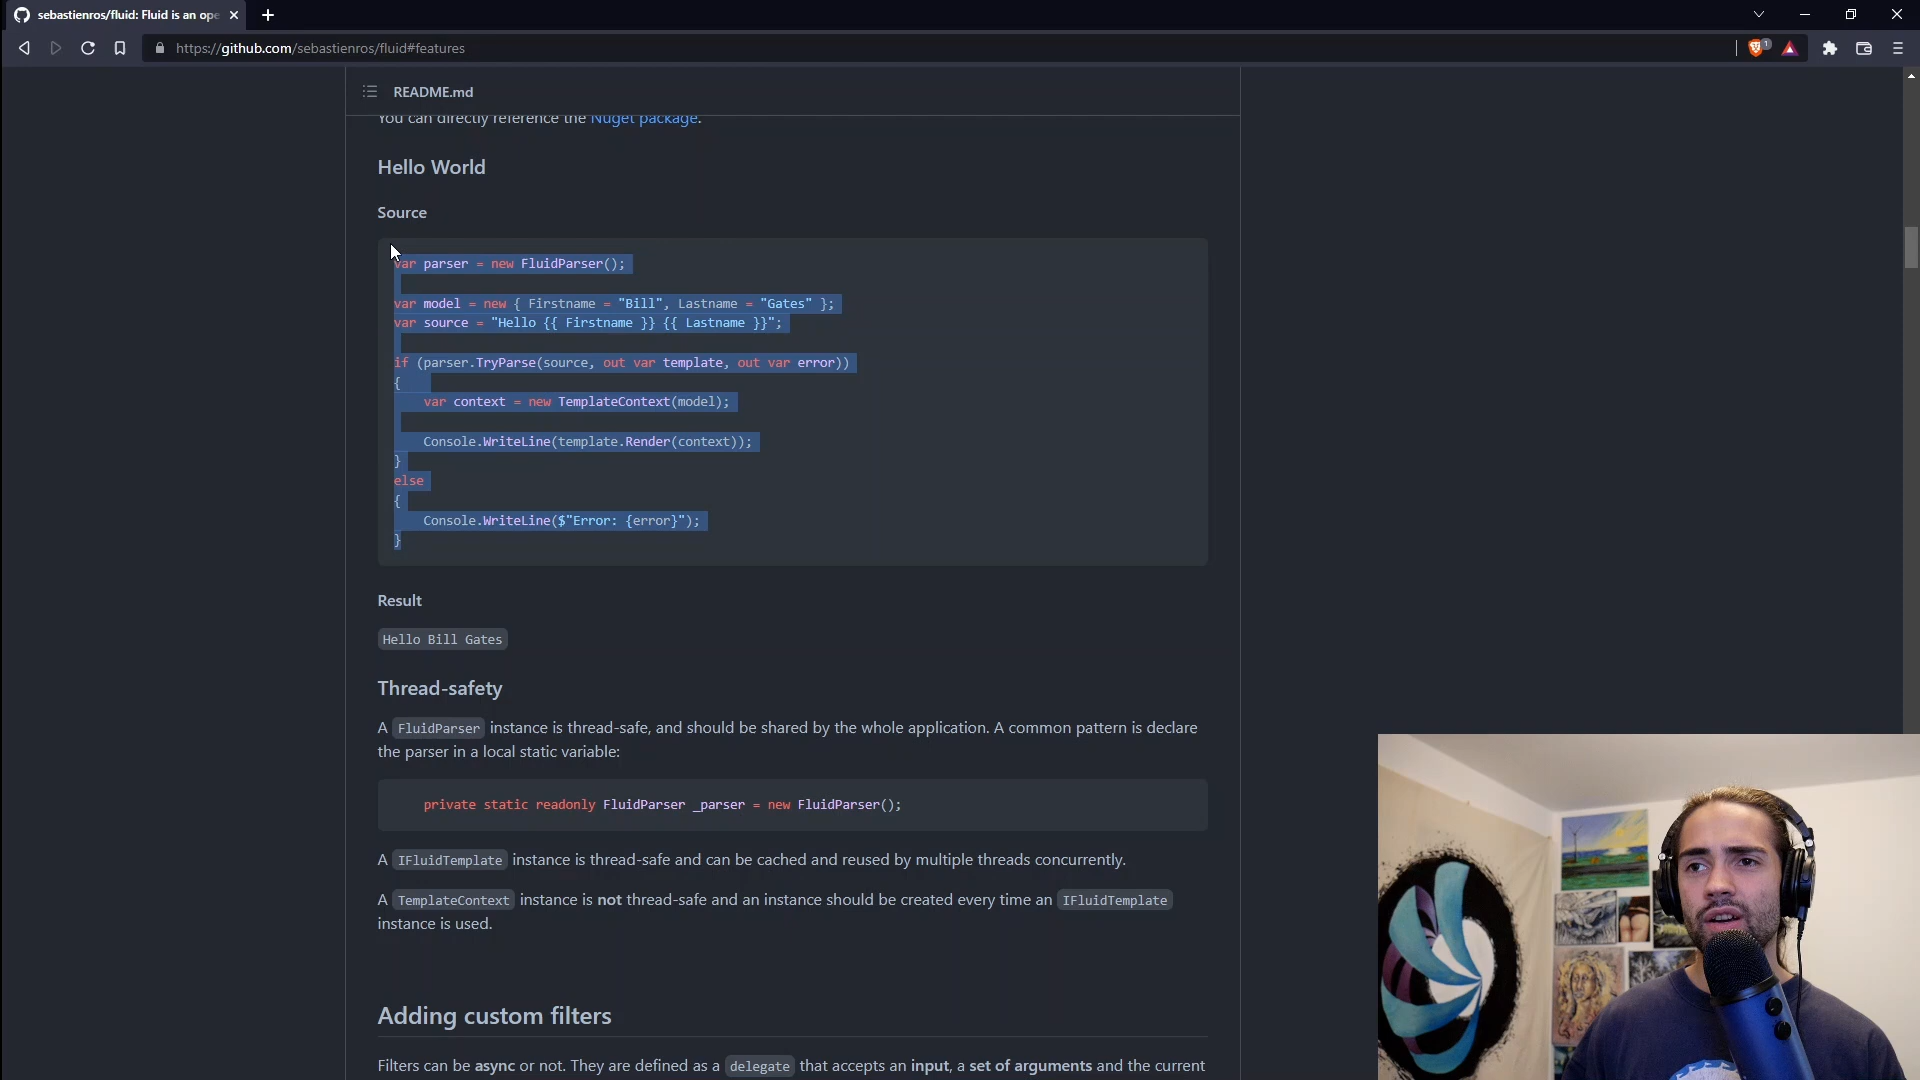 sebastienros/fluid: Fluid is an ope
https://github.com/sebastienros/fluid#features
1
README.md
You can directly reference the Nuget package.
Hello World
Source
var parser = new FluidParser();
var model = new { Firstname = "Bill", Lastname = "Gates" };
var source = "Hello {{ Firstname }} {{ Lastname }}";
if (parser.TryParse(source, out var template, out var error))
{
var context = new TemplateContext(model);
Console.WriteLine(template.Render(context));
}
else
{
Console.WriteLine($"Error: {error}");
}
Result
Hello Bill Gates
Thread-safety
A FluidParser instance is thread-safe, and should be shared by the whole application. A common pattern is declare
the parser in a local static variable:
private static readonly FluidParser _parser = new FluidParser();
A IFluidTemplate instance is thread-safe and can be cached and reused by multiple threads concurrently.
A TemplateContext instance is not thread-safe and an instance should be created every time an IFluidTemplate
instance is used.
Adding custom filters
Filters can be async or not. They are defined as a delegate that accepts an input, a set of arguments and the current